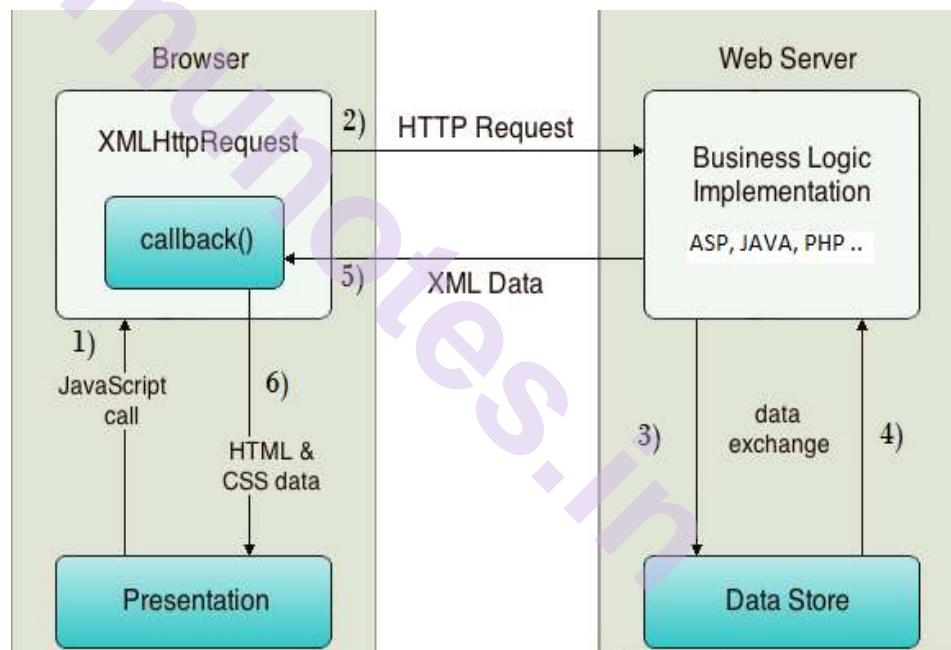 Browser
Web Server
XMLHttpRequest
callback()
2)
HTTP Request
Business Logic
Implementation
ASP, JAVA, PHP ..
5)
XML Data
1)
JavaScript
call
6)
HTML &
CSS data
3)
data
exchange
4)
Presentation
Data Store
munotes.in